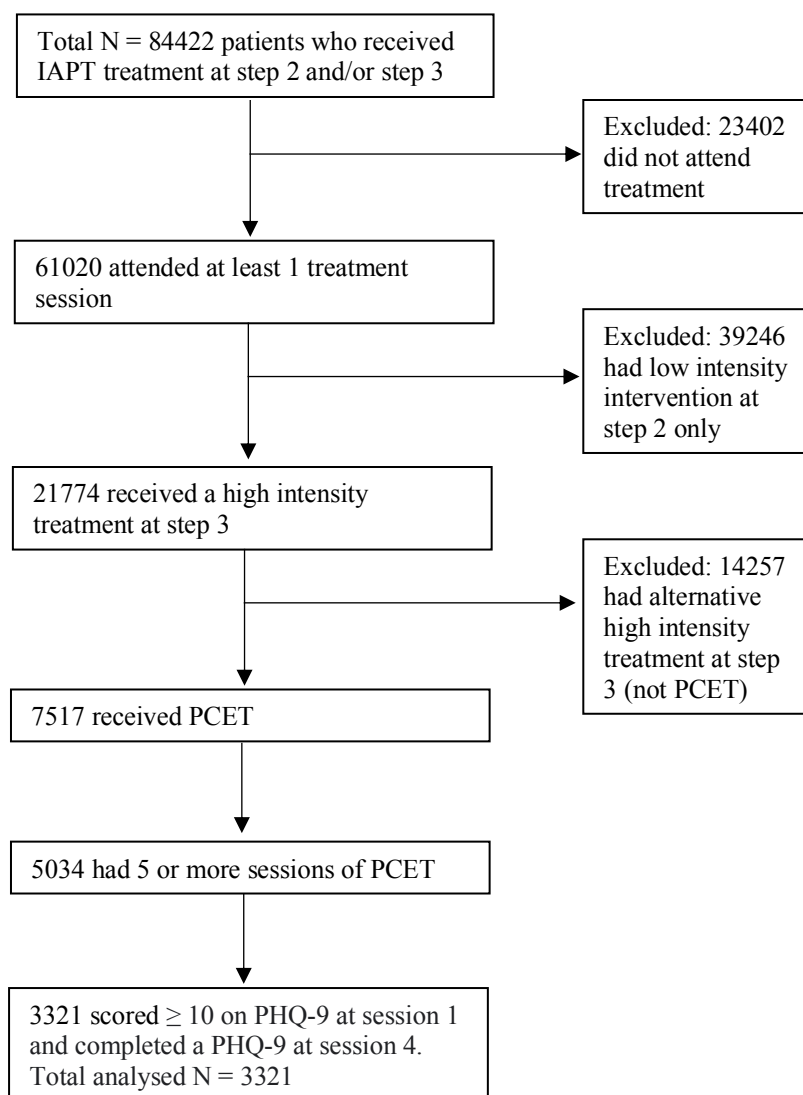 Total N = 84422 patients who received
IAPT treatment at step 2 and/or step 3
Excluded: 23402
did not attend
treatment
61020 attended at least 1 treatment
session
Excluded: 39246
had low intensity
intervention at
step 2 only
21774 received a high intensity
treatment at step 3
Excluded: 14257
had alternative
high intensity
treatment at step
3 (not PCET)
7517 received PCET
5034 had 5 or more sessions of PCET
3321 scored ≥ 10 on PHQ-9 at session 1
and completed a PHQ-9 at session 4.
Total analysed N = 3321